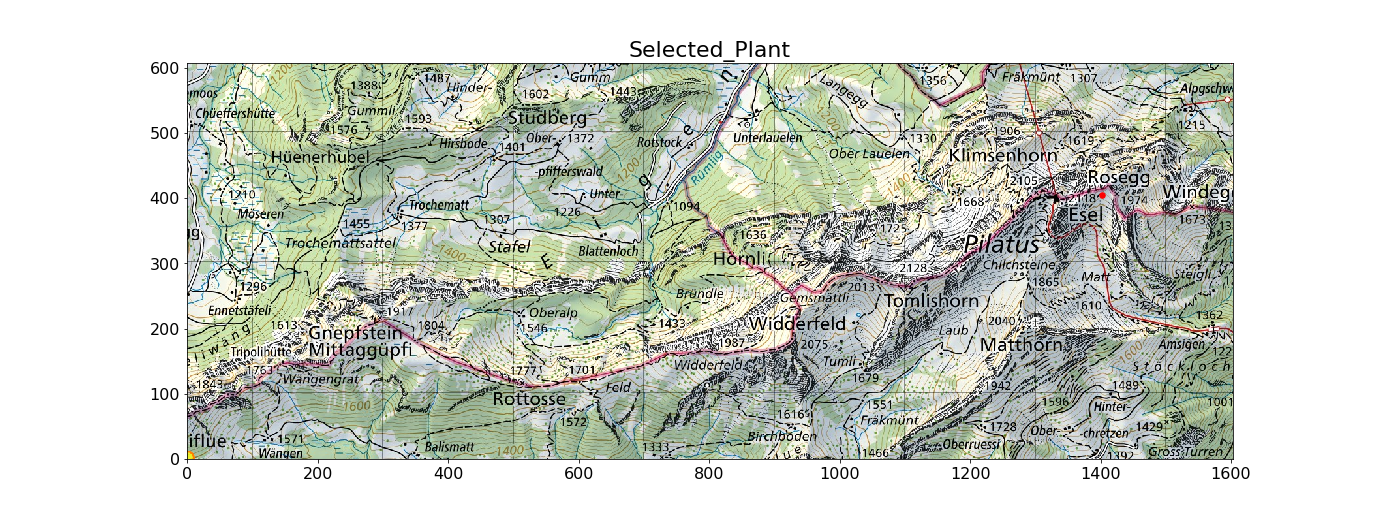 Selected_Plant
600
500
400
300
200
100
0
0
200
400
600
800
1000
1200
1400
1600
1200
1388
1487
Gumm
1356
Fräkmünt
1307
Alpgschw
moos
Hinder-
1602
1443
Langegg
Chüeffershütte
Gummli
1593
Studberg
1215
1576
Ober-
1372
e
Unterlauelen
1330
1906
1619
Hüenerhubel
Hirsbode
1401
Rotstock
Ober Lauelen
Klimsenhorn
-pfifferswald
Rümlig
Rosegg
1210
Unter
g
1400
2105
1974
Windegg
Möseren
Trochematt
1226
1094
1668
2118
1455
1377
1307
1725
Esel
1673
Trochemattsattel
Stäfel
Blattenloch
1636
Pilatus
E
Hörnli
2128
Chilchsteine
Steigli
1296
Bründle
Gemsmättli
2013
1865
Matt
Ennetstäfeli
1917
Oberalp
Tomlishorn
1610
1362
1613
Gnepfstein
1804
1546
1433
Widderfeld
Laub
2040
Tripolihütte
Mittaggüpfi
1987
2075
Matthorn
Amsigen
1763
1777
1701
Widderfeld
Tumli
1600
1843
Wängengrat
Feld
1679
1942
1489
1600
Rottosse
1551
1596
Hinter-
1001
1572
1616
Fräkmünt
iflue
1571
Birchboden
1728
Ober-
chretzen
1429
Wängen
Balismatt
1400
1333
1466
Oberruessi
1392
Gross Turren